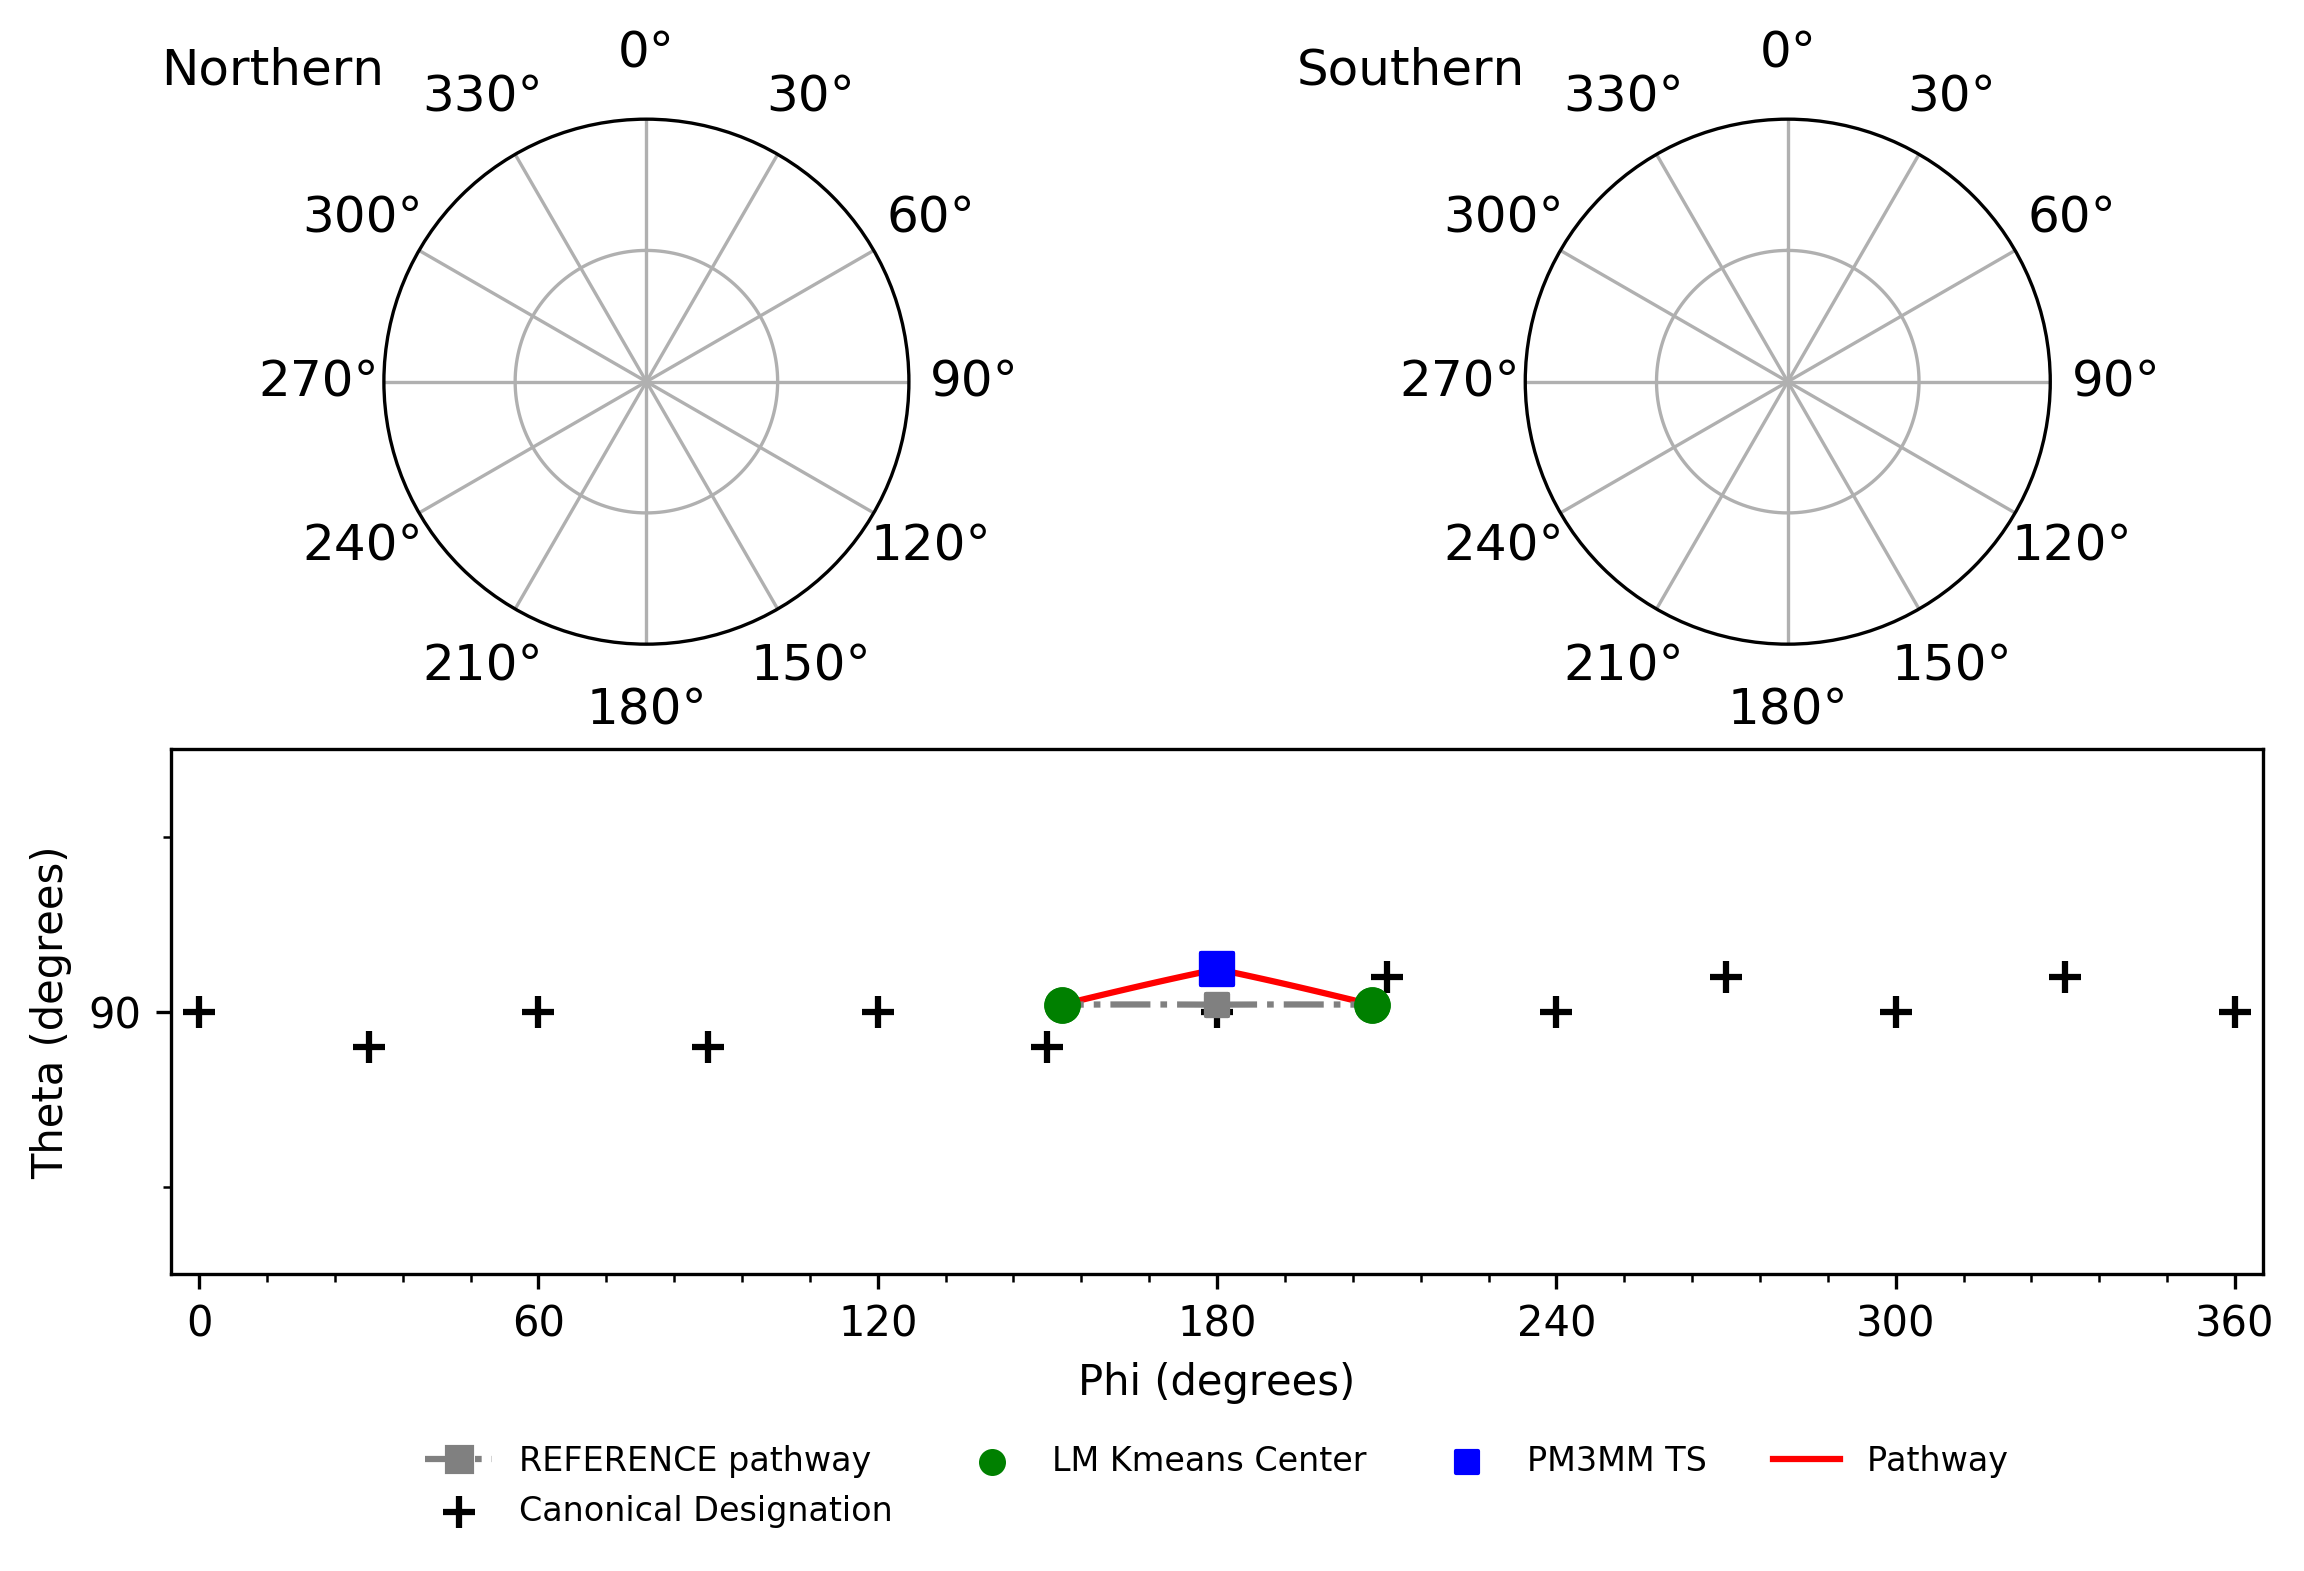 Northern
0°
30°
60°
90°
120°
150°
180°
210°
240°
270°
300°
330°
Southern
0°
30°
60°
90°
120°
150°
180°
210°
240°
270°
300°
330°
Theta (degrees)
90
0 60 120 180 240 300 360
Phi (degrees)
REFERENCE pathway
Canonical Designation
LM Kmeans Center
PM3MM TS
Pathway